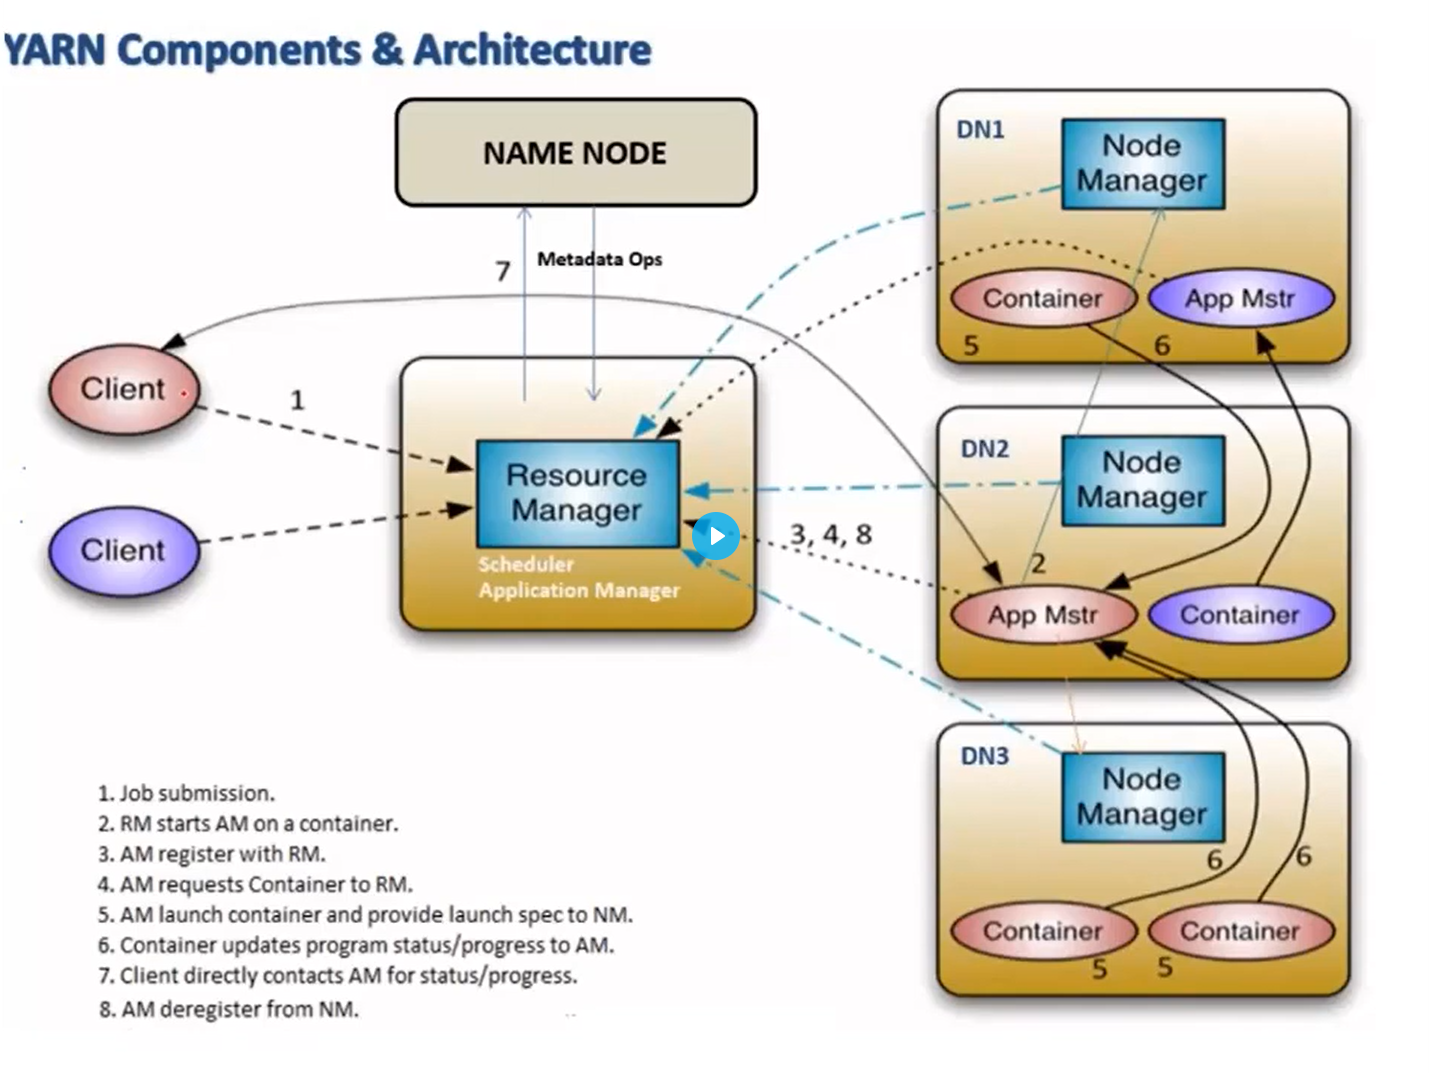 YARN Components & Architecture
NAME NODE
7
Metadata Ops
Client
1
Client
Resource
Manager
Scheduler
Application Manager
3, 4, 8
DN1
Node
Manager
Container
App Mstr
5
6
DN2
Node
Manager
2
App Mstr
Container
DN3
Node
Manager
6
6
Container
Container
5
5
1. Job submission.
2. RM starts AM on a container.
3. AM register with RM.
4. AM requests Container to RM.
5. AM launch container and provide launch spec to NM.
6. Container updates program status/progress to AM.
7. Client directly contacts AM for status/progress.
8. AM deregister from NM.